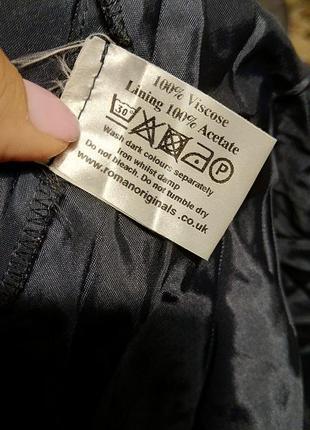 100% Viscose
Lining 100% Acetate
30° P
Wash dark colours separately
Iron whilst damp
Do not bleach. Do not tumble dry
www.romanoriginals.co.uk